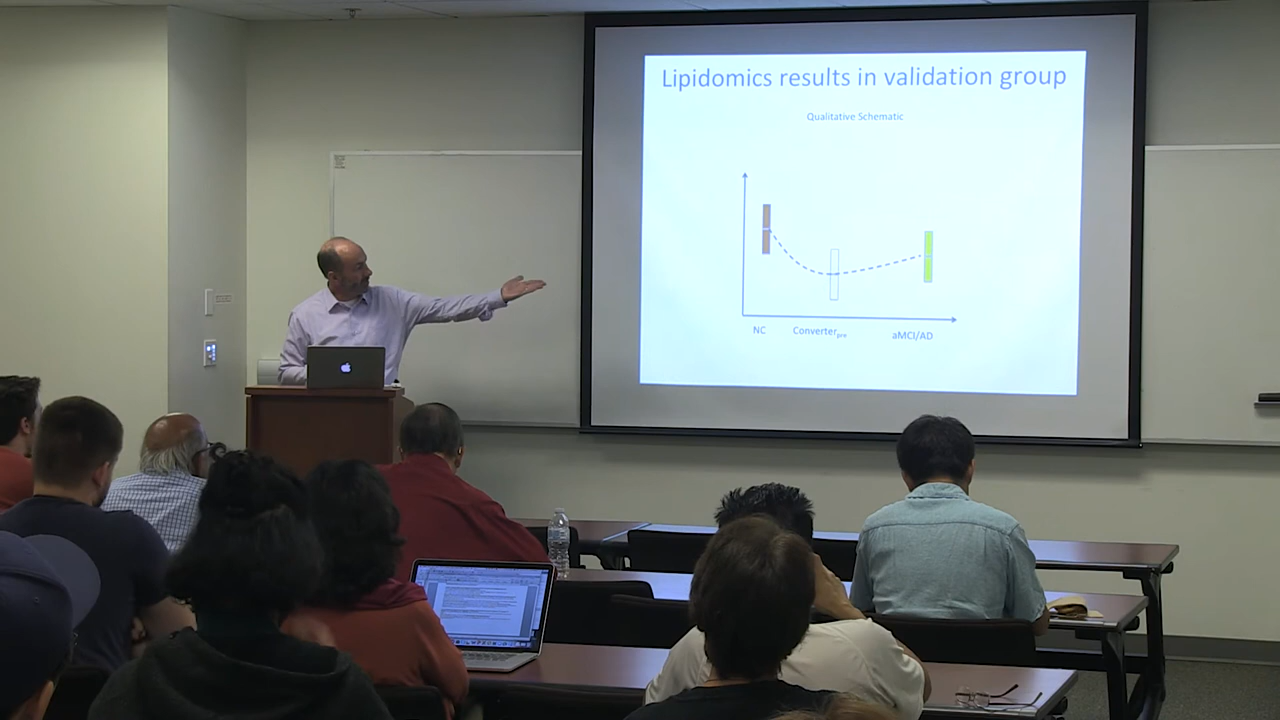 Lipidomics results in validation group
Qualitative Schematic
NC
Converterpre
aMCI/AD